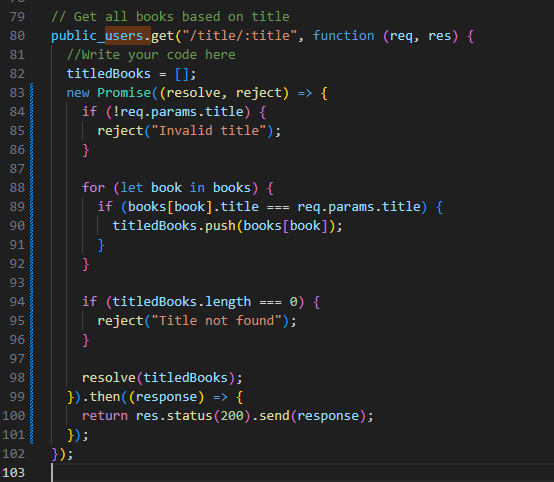 79 // Get all books based on title
80 public_users.get("/title/:title", function (req, res) {
81   //Write your code here
82   titledBooks = [];
83   new Promise((resolve, reject) => {
84     if (!req.params.title) {
85       reject("Invalid title");
86     }
87
88     for (let book in books) {
89       if (books[book].title === req.params.title) {
90         titledBooks.push(books[book]);
91       }
92     }
93
94     if (titledBooks.length === 0) {
95       reject("Title not found");
96     }
97
98     resolve(titledBooks);
99   }).then((response) => {
100     return res.status(200).send(response);
101   });
102 });
103